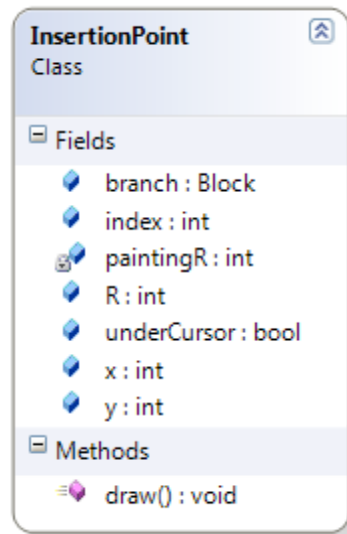 InsertionPoint
Class
Fields
branch : Block
index : int
paintingR : int
R : int
underCursor : bool
x : int
y : int
Methods
draw() : void